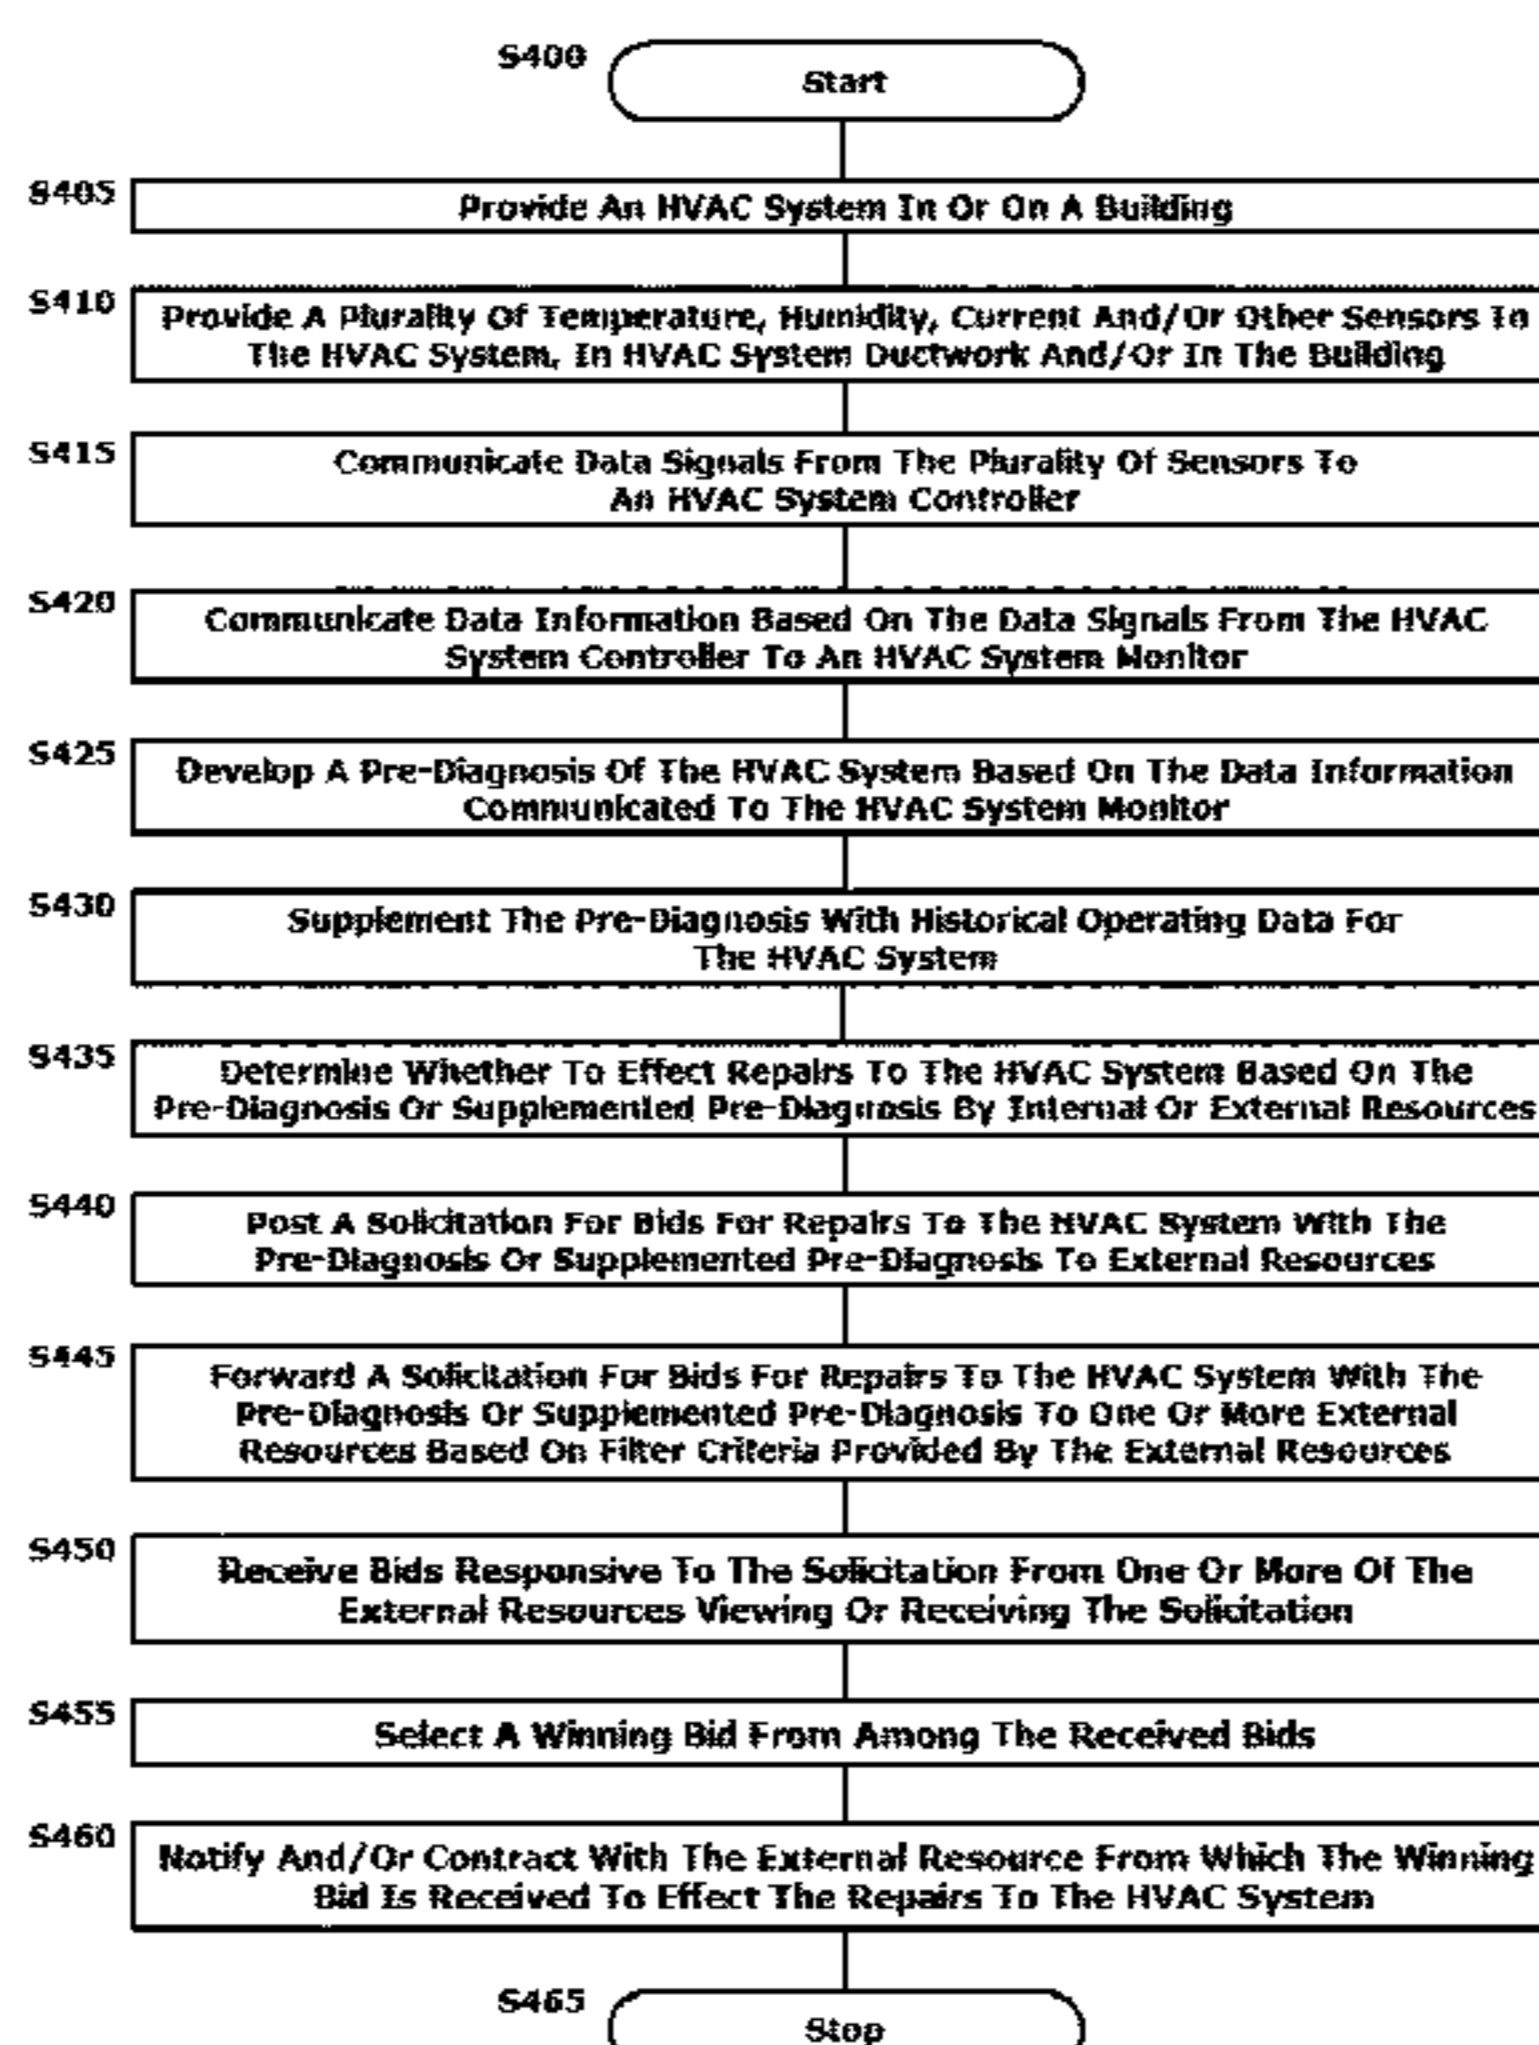 S400
Start
S405
Provide An HVAC System In Or On A Building
S410
Provide A Plurality Of Temperature, Humidity, Current And/Or Other Sensors In
The HVAC System, In HVAC System Ductwork And/Or In The Building
S415
Communicate Data Signals From The Plurality Of Sensors To
An HVAC System Controller
S420
Communicate Data Information Based On The Data Signals From The HVAC
System Controller To An HVAC System Monitor
S425
Develop A Pre-Diagnosis Of The HVAC System Based On The Data Information
Communicated To The HVAC System Monitor
S430
Supplement The Pre-Diagnosis With Historical Operating Data For
The HVAC System
S435
Determine Whether To Effect Repairs To The HVAC System Based On The
Pre-Diagnosis Or Supplemented Pre-Diagnosis By Internal Or External Resources
S440
Post A Solicitation For Bids For Repairs To The HVAC System With The
Pre-Diagnosis Or Supplemented Pre-Diagnosis To External Resources
S445
Forward A Solicitation For Bids For Repairs To The HVAC System With The
Pre-Diagnosis Or Supplemented Pre-Diagnosis To One Or More External
Resources Based On Filter Criteria Provided By The External Resources
S450
Receive Bids Responsive To The Solicitation From One Or More Of The
External Resources Viewing Or Receiving The Solicitation
S455
Select A Winning Bid From Among The Received Bids
S460
Notify And/Or Contract With The External Resource From Which The Winning
Bid Is Received To Effect The Repairs To The HVAC System
S465
Stop